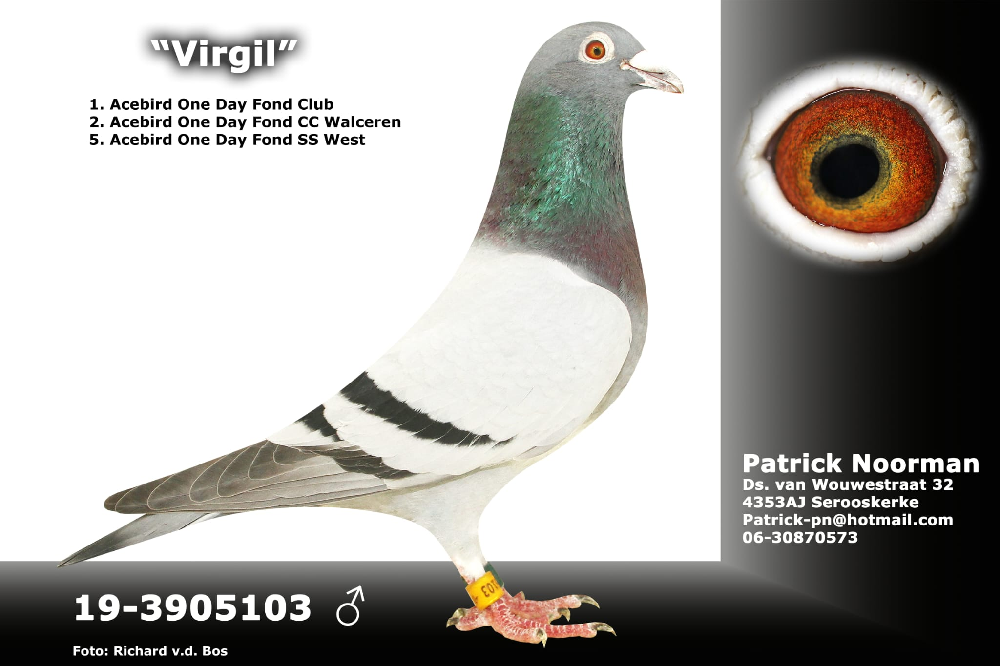 “Virgil”
1. Acebird One Day Fond Club
2. Acebird One Day Fond CC Walceren
5. Acebird One Day Fond SS West
Patrick Noorman
Ds. van Wouwestraat 32
4353AJ Serooskerke
Patrick-pn@hotmail.com
06-30870573
103
103
19-3905103 ♂
Foto: Richard v.d. Bos